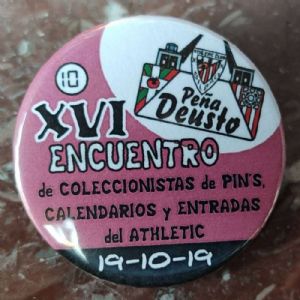 10
Peña
Deusto
XVI
ENCUENTRO
de COLECCIONISTAS de PIN'S,
CALENDARIOS y ENTRADAS
del ATHLETIC
19-10-19